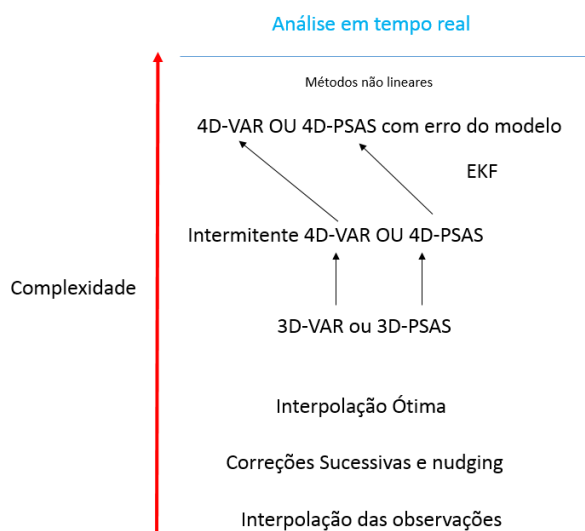 Análise em tempo real
Métodos não lineares
4D-VAR OU 4D-PSAS com erro do modelo
EKF
Intermitente 4D-VAR OU 4D-PSAS
Complexidade
3D-VAR ou 3D-PSAS
Interpolação Ótima
Correções Sucessivas e nudging
Interpolação das observações